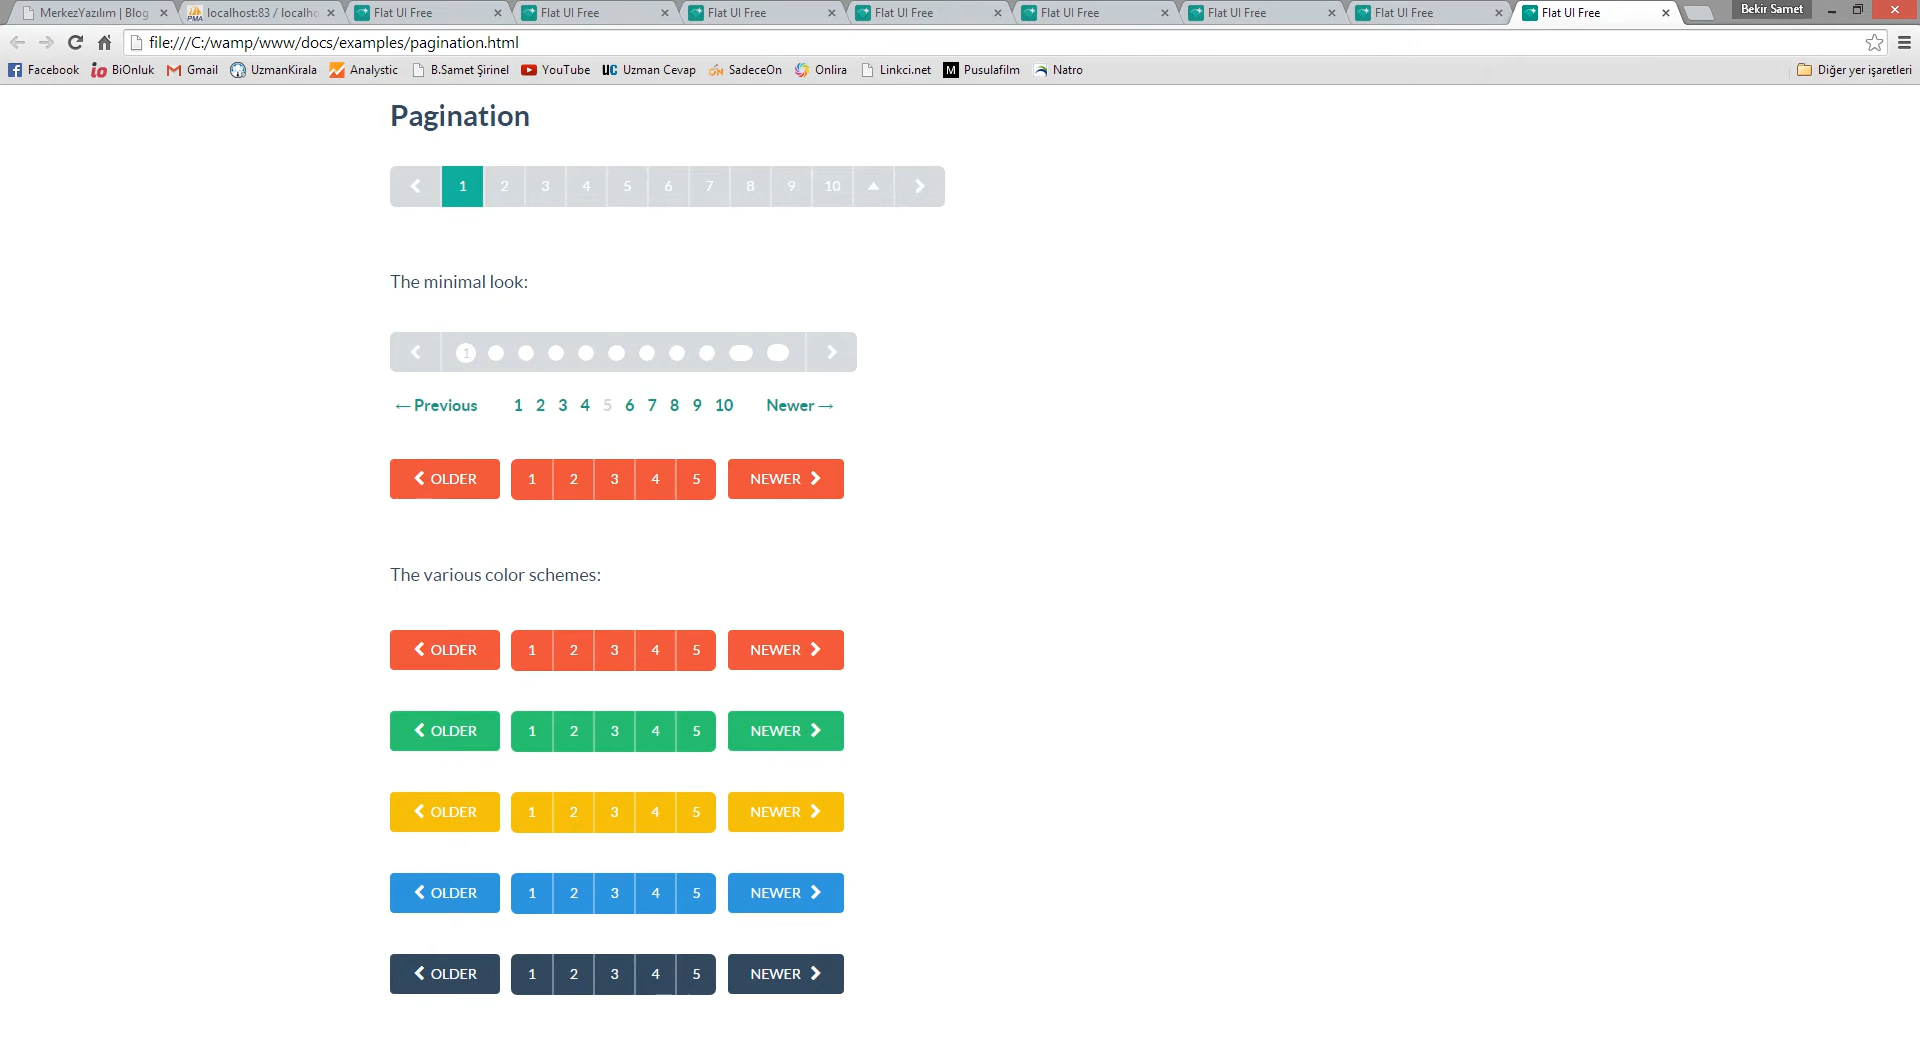 MerkezYazılım | Blog
localhost:83 / localho
Flat UI Free
Flat UI Free
Flat UI Free
Flat UI Free
Flat UI Free
Flat UI Free
Flat UI Free
Flat UI Free
Bekir Samet
file:///C:/wamp/www/docs/examples/pagination.html
Facebook
BiOnluk
Gmail
UzmanKirala
Analystic
B.Samet Şirinel
YouTube
Uzman Cevap
SadeceOn
Onlira
Linkci.net
Pusulafilm
Natro
Diğer yer işaretleri
Pagination
1 2 3 4 5 6 7 8 9 10
The minimal look:
1
← Previous 1 2 3 4 5 6 7 8 9 10 Newer →
OLDER 1 2 3 4 5 NEWER
The various color schemes:
OLDER 1 2 3 4 5 NEWER
OLDER 1 2 3 4 5 NEWER
OLDER 1 2 3 4 5 NEWER
OLDER 1 2 3 4 5 NEWER
OLDER 1 2 3 4 5 NEWER